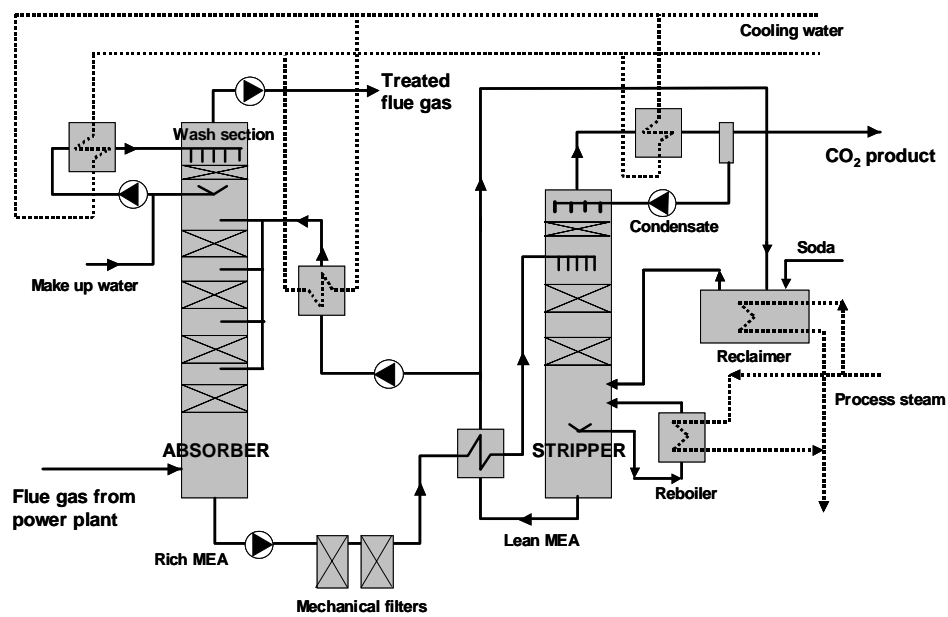 Cooling water
Treated
flue gas
Wash section
CO₂ product
Condensate
Soda
Make up water
Reclaimer
Process steam
ABSORBER
STRIPPER
Flue gas from
power plant
Reboiler
Lean MEA
Rich MEA
Mechanical filters